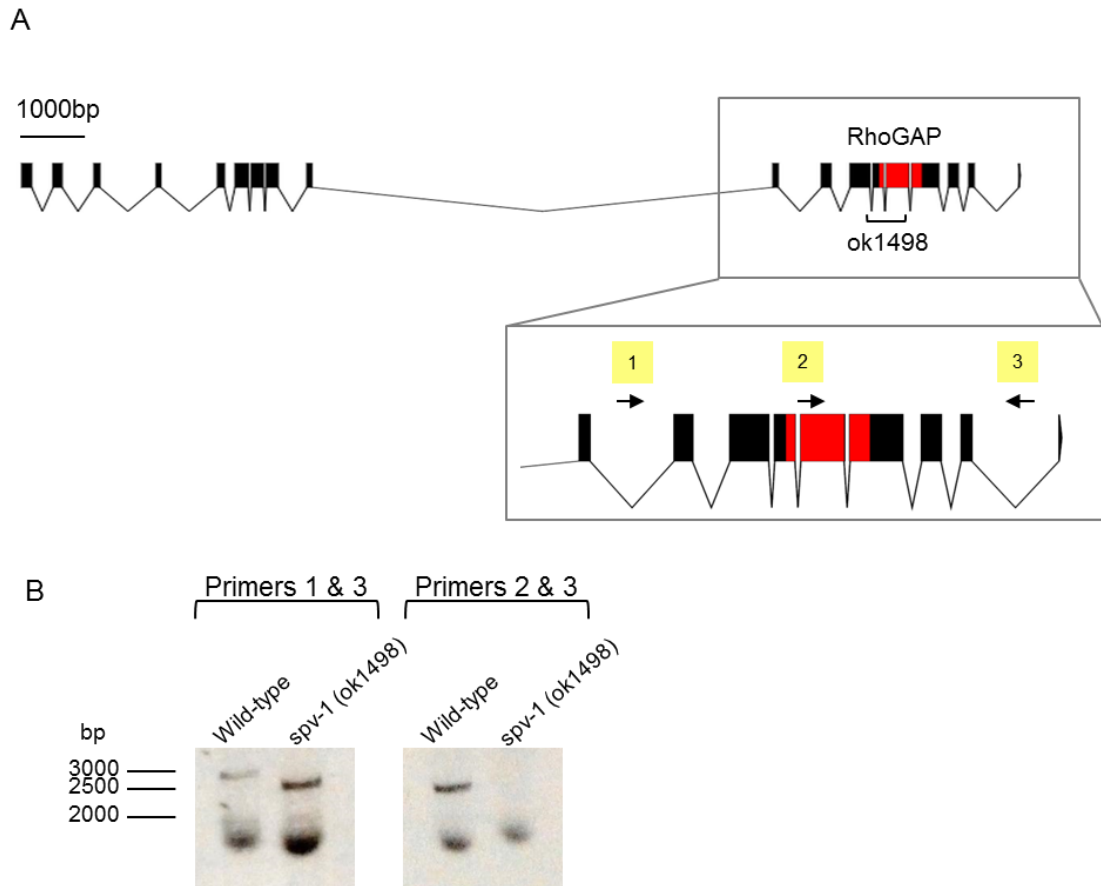 A
1000bp
RhoGAP
ok1498
1
2
3
B
Primers 1 & 3
Primers 2 & 3
Wild-type
spv-1 (ok1498)
Wild-type
spv-1 (ok1498)
bp
3000
2500
2000